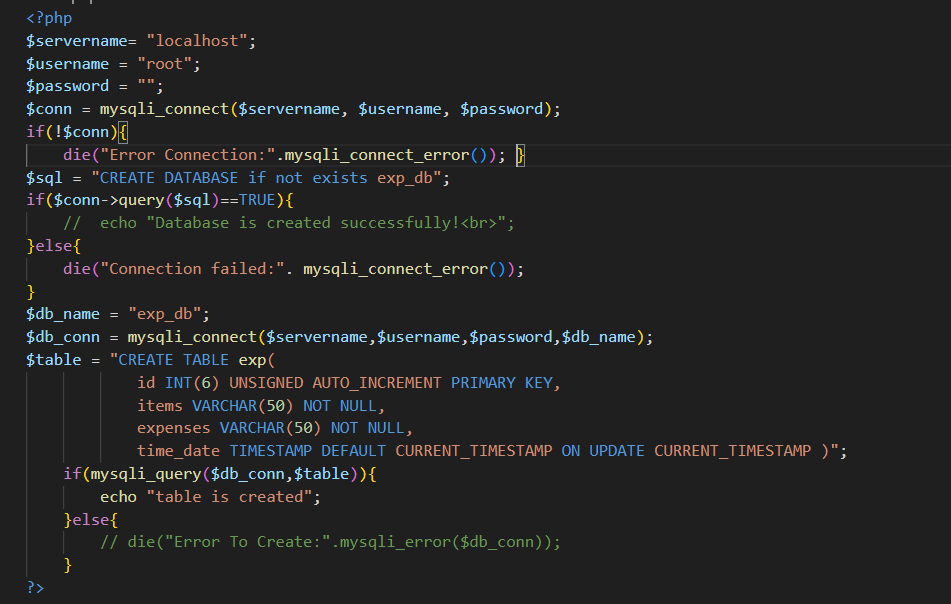 <?php
$servername= "localhost";
$username = "root";
$password = "";
$conn = mysqli_connect($servername, $username, $password);
if(!$conn){
    die("Error Connection:".mysqli_connect_error()); }
$sql = "CREATE DATABASE if not exists exp_db";
if($conn->query($sql)==TRUE){
    //  echo "Database is created successfully!<br>";
}else{
    die("Connection failed:". mysqli_connect_error());
}
$db_name = "exp_db";
$db_conn = mysqli_connect($servername,$username,$password,$db_name);
$table = "CREATE TABLE exp(
            id INT(6) UNSIGNED AUTO_INCREMENT PRIMARY KEY,
            items VARCHAR(50) NOT NULL,
            expenses VARCHAR(50) NOT NULL,
            time_date TIMESTAMP DEFAULT CURRENT_TIMESTAMP ON UPDATE CURRENT_TIMESTAMP )";
    if(mysqli_query($db_conn,$table)){
        echo "table is created";
    }else{
        // die("Error To Create:".mysqli_error($db_conn));
    }
?>